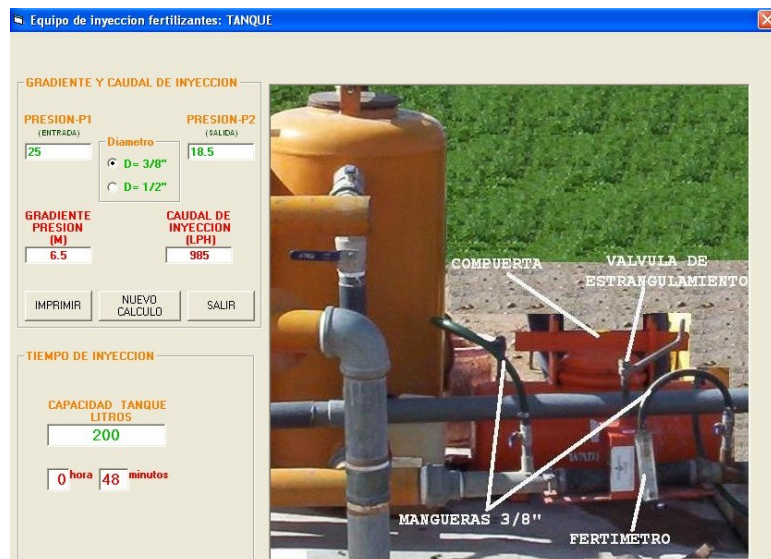 Equipo de inyeccion fertilizantes: TANQUE
GRADIENTE Y CAUDAL DE INYECCION
PRESION-P1
(ENTRADA)
25
Diametro
D= 3/8"
D= 1/2"
PRESION-P2
(SALIDA)
18.5
GRADIENTE
PRESION
(M)
6.5
CAUDAL DE
INYECCION
(LPH)
985
IMPRIMIR
NUEVO
CALCULO
SALIR
TIEMPO DE INYECCION
CAPACIDAD TANQUE
LITROS
200
0 hora 48 minutos
COMPUERTA
VALVULA DE
ESTRANGULAMIENTO
MANGUERAS 3/8"
FERTIMETRO